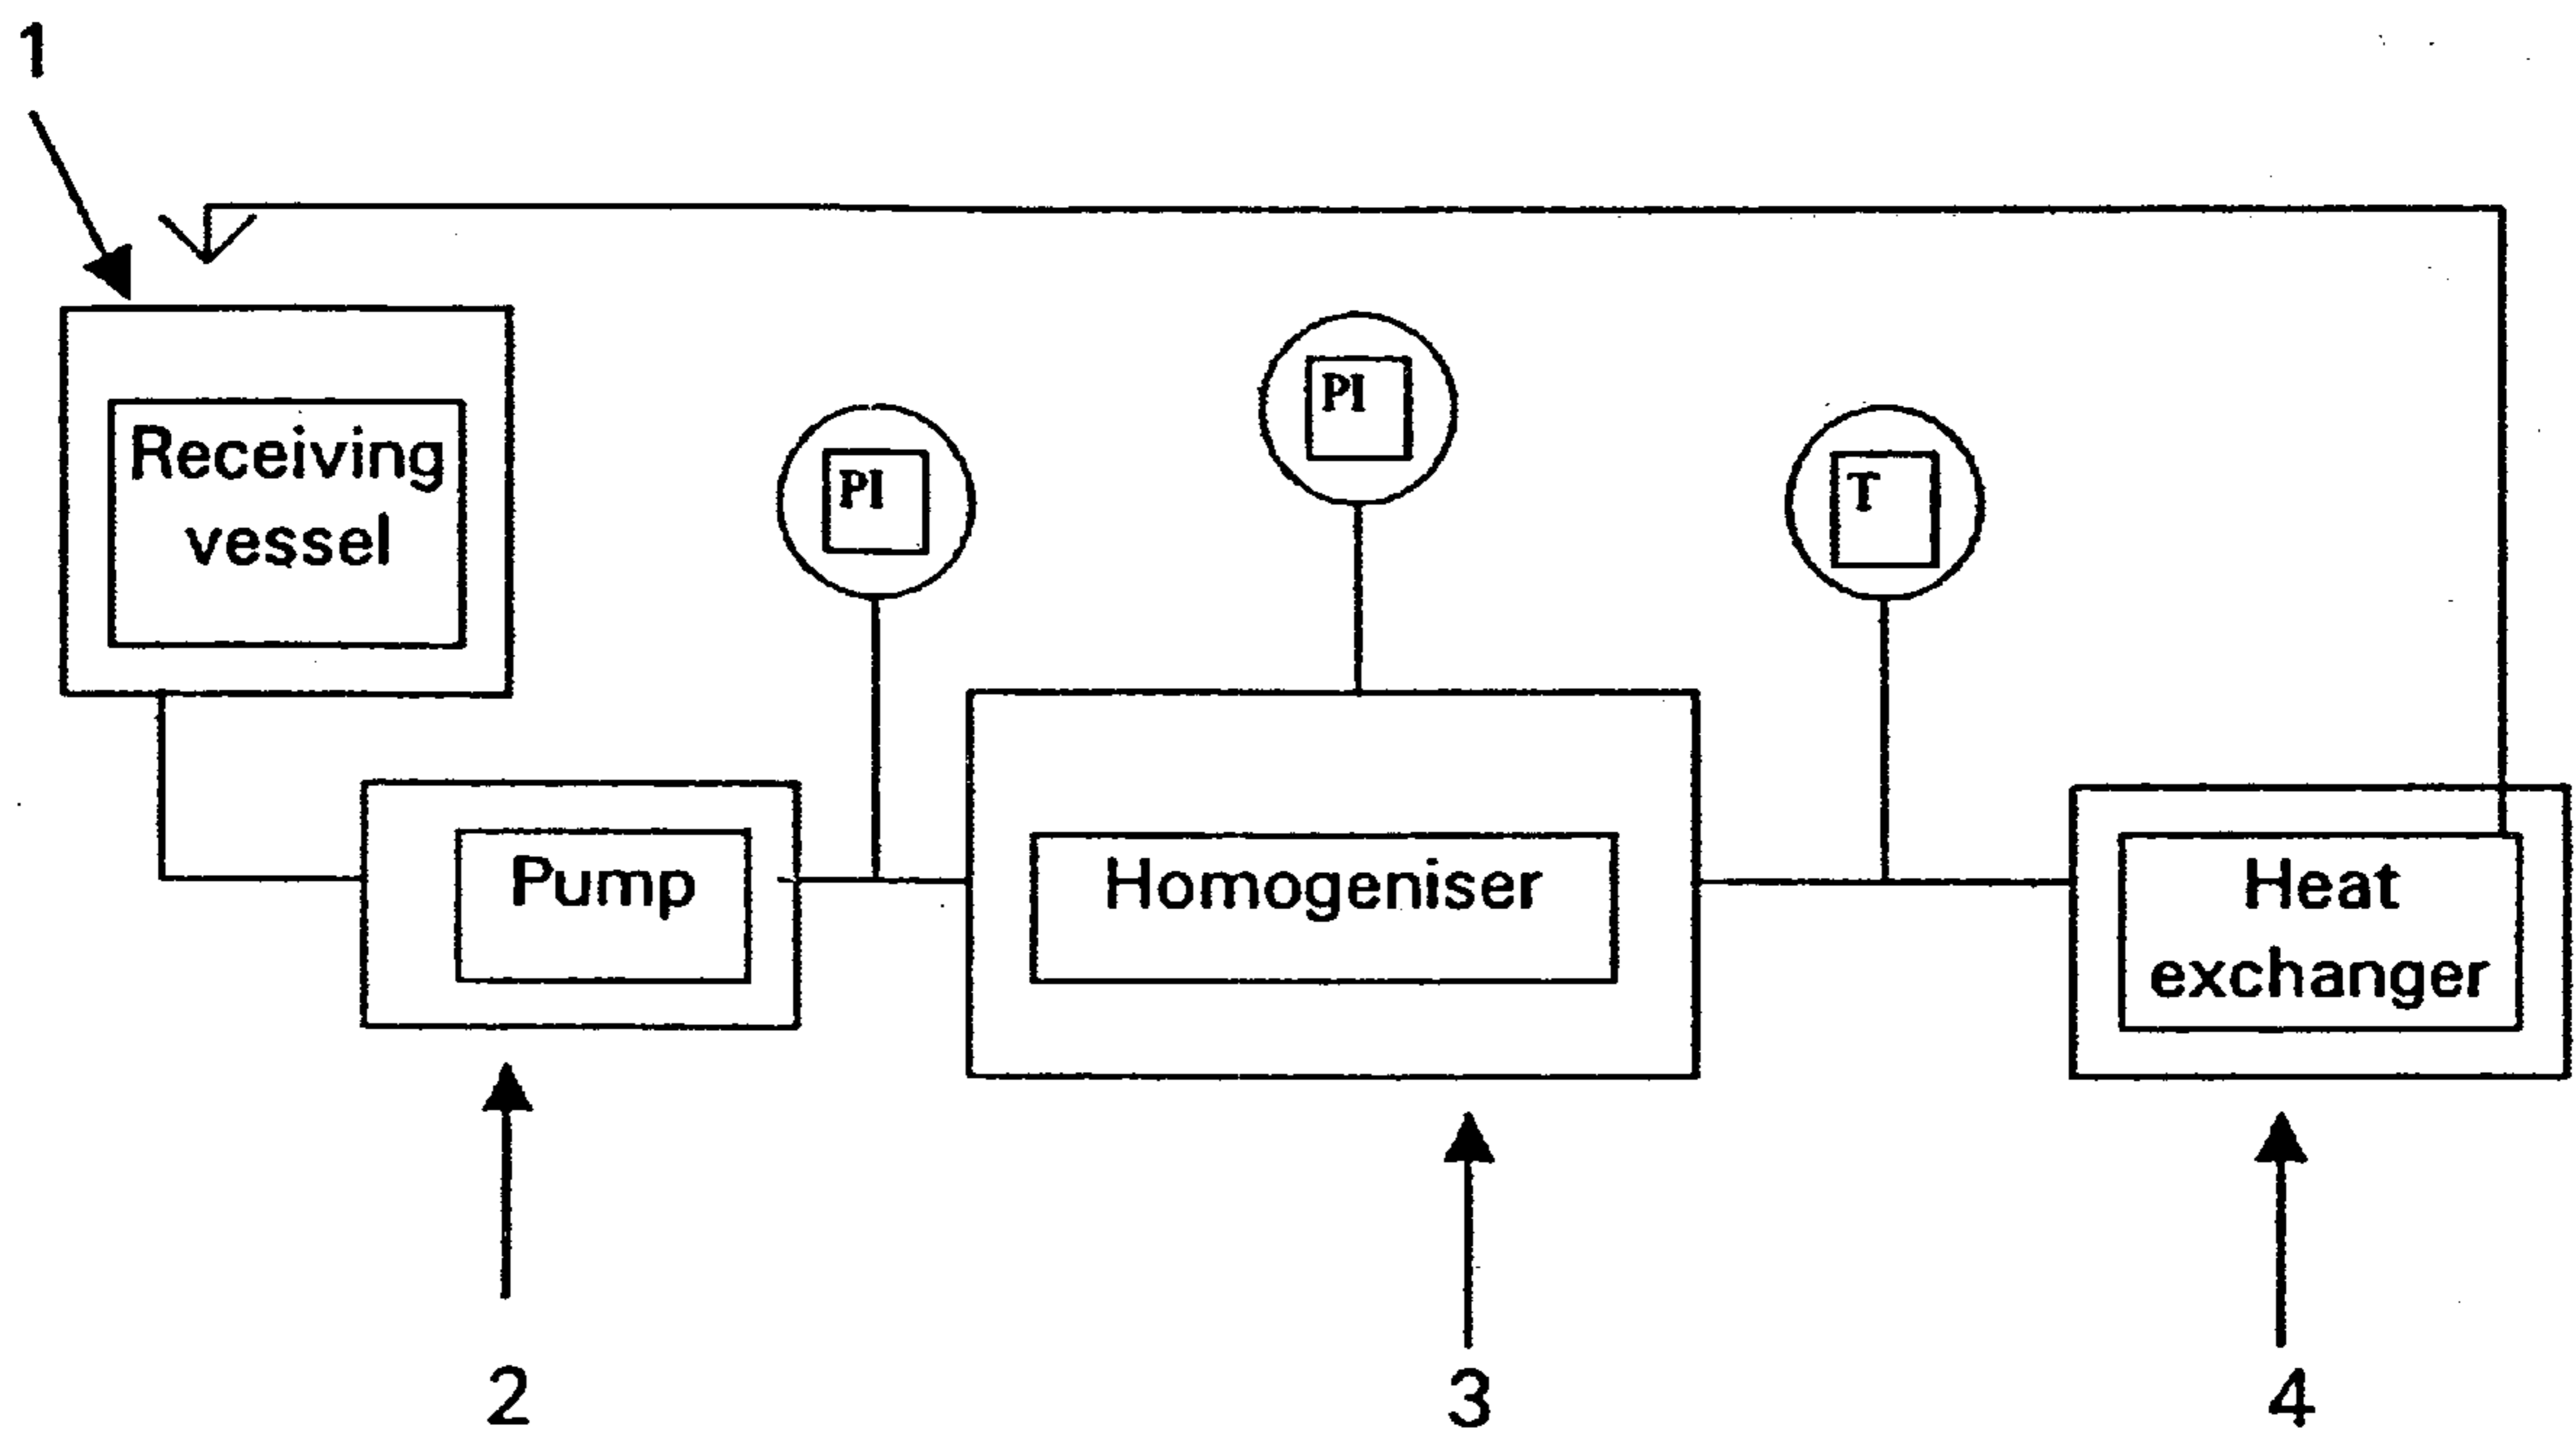 1
Receiving
vessel
PI
PI
T
Pump
Homogeniser
Heat
exchanger
2
3
4